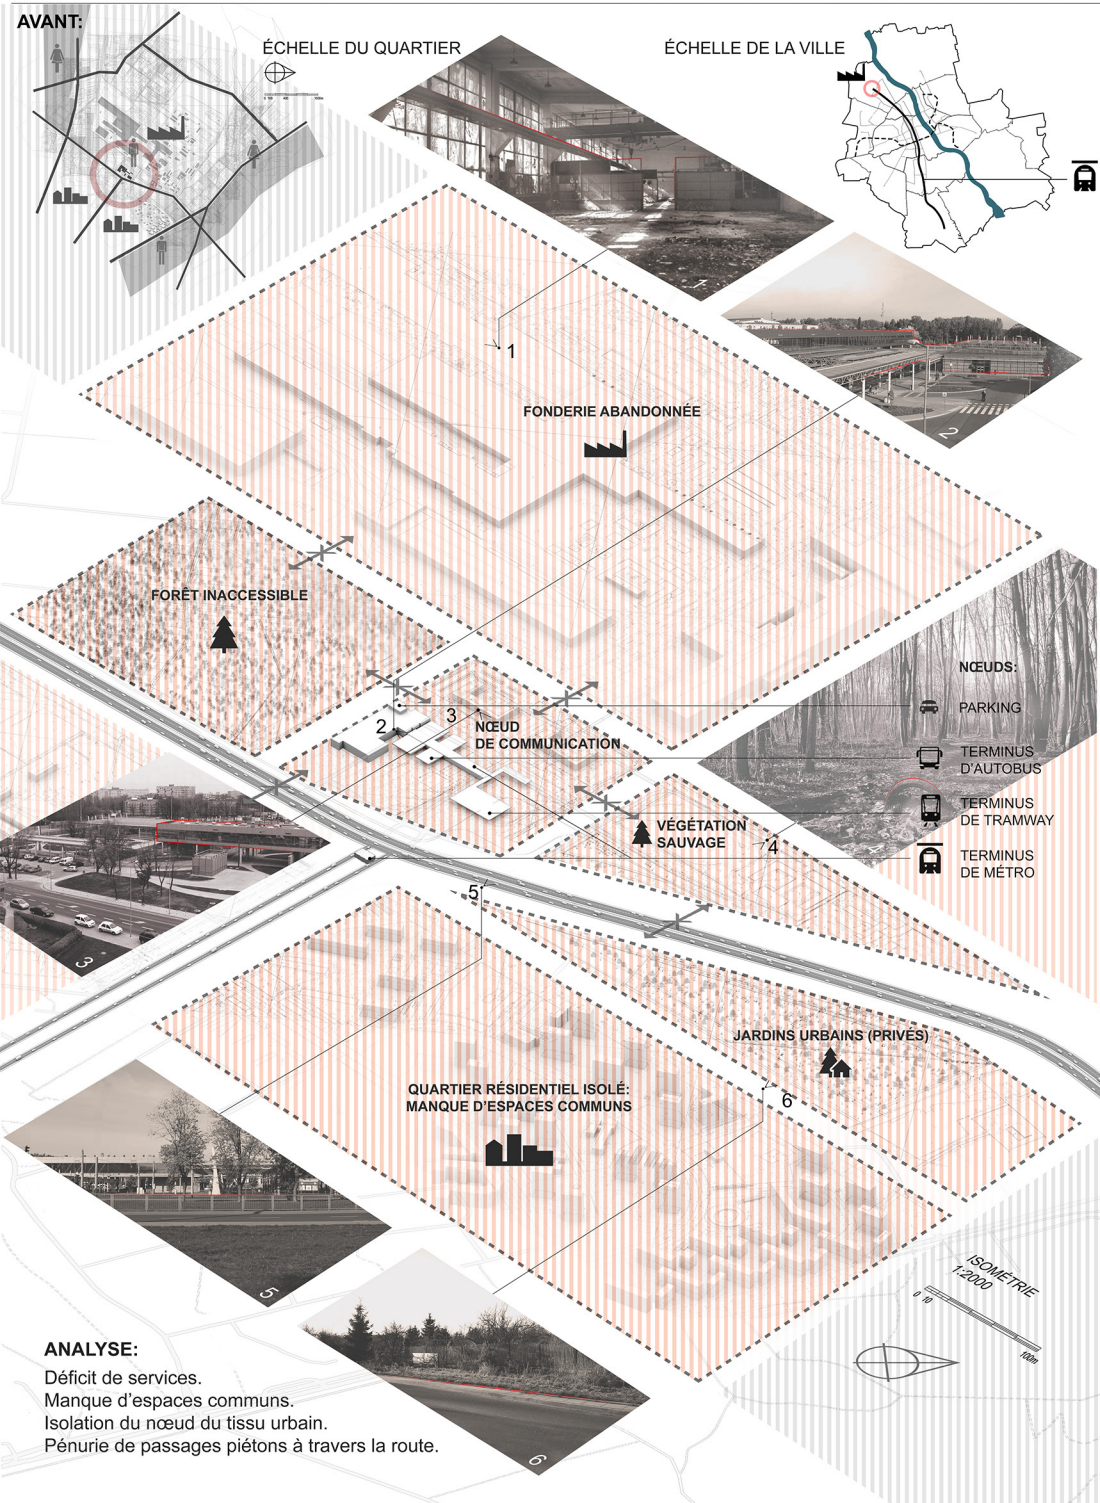 AVANT:
ÉCHELLE DU QUARTIER
ÉCHELLE DE LA VILLE
1
2
1
FONDERIE ABANDONNÉE
FORÊT INACCESSIBLE
NŒUDS:
PARKING
TERMINUS
D'AUTOBUS
TERMINUS
DE TRAMWAY
TERMINUS
DE MÉTRO
2
3
NŒUD
DE COMMUNICATION
VÉGÉTATION
SAUVAGE
4
3
5
JARDINS URBAINS (PRIVÉS)
6
QUARTIER RÉSIDENTIEL ISOLÉ:
MANQUE D'ESPACES COMMUNS
5
6
ISOMÉTRIE
1:2000
0 10
100m
ANALYSE:
Déficit de services.
Manque d'espaces communs.
Isolation du nœud du tissu urbain.
Pénurie de passages piétons à travers la route.